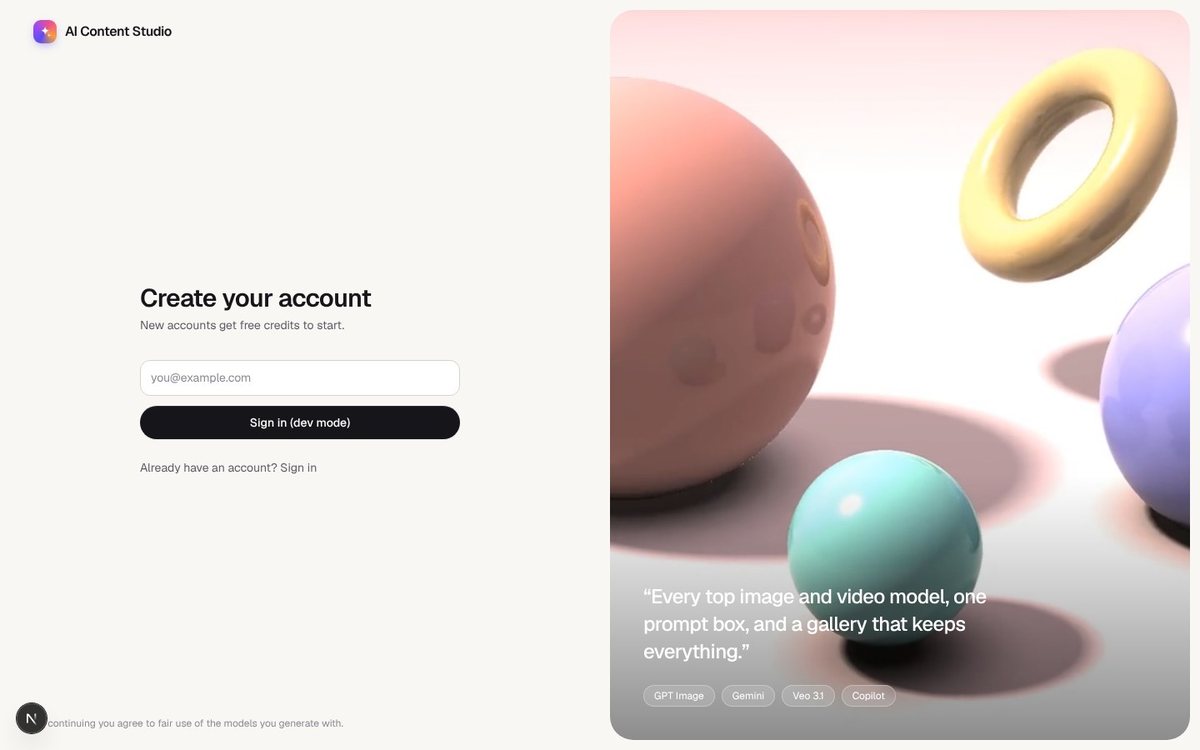 AI Content Studio
Create your account
New accounts get free credits to start.
you@example.com
Sign in (dev mode)
Already have an account? Sign in
N
continuing you agree to fair use of the models you generate with.
“Every top image and video model, one
prompt box, and a gallery that keeps
everything.”
GPT Image
Gemini
Veo 3.1
Copilot